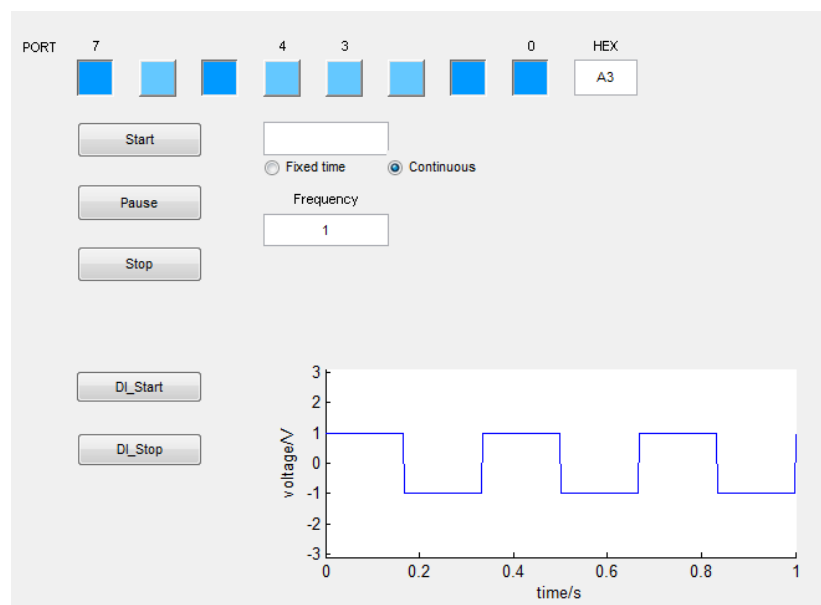 PORT 7 4 3 0 HEX
A3
Start
Fixed time Continuous
Pause Frequency
1
Stop
DI_Start
DI_Stop
3
2
1
0
-1
-2
-3
voltage/V
0 0.2 0.4 0.6 0.8 1
time/s